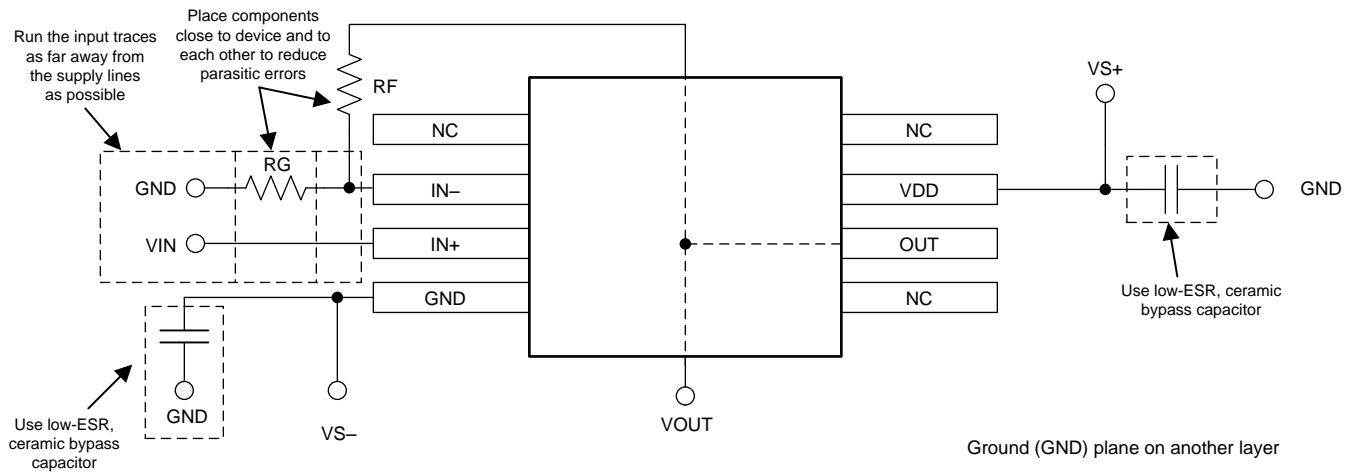 Place components
close to device and to
each other to reduce
parasitic errors
Run the input traces
as far away from
the supply lines
as possible
RF
VS+
NC
NC
RG
GND
IN–
VDD
GND
VIN
IN+
OUT
GND
NC
Use low-ESR, ceramic
bypass capacitor
GND
Use low-ESR,
ceramic bypass
capacitor
VS–
VOUT
Ground (GND) plane on another layer